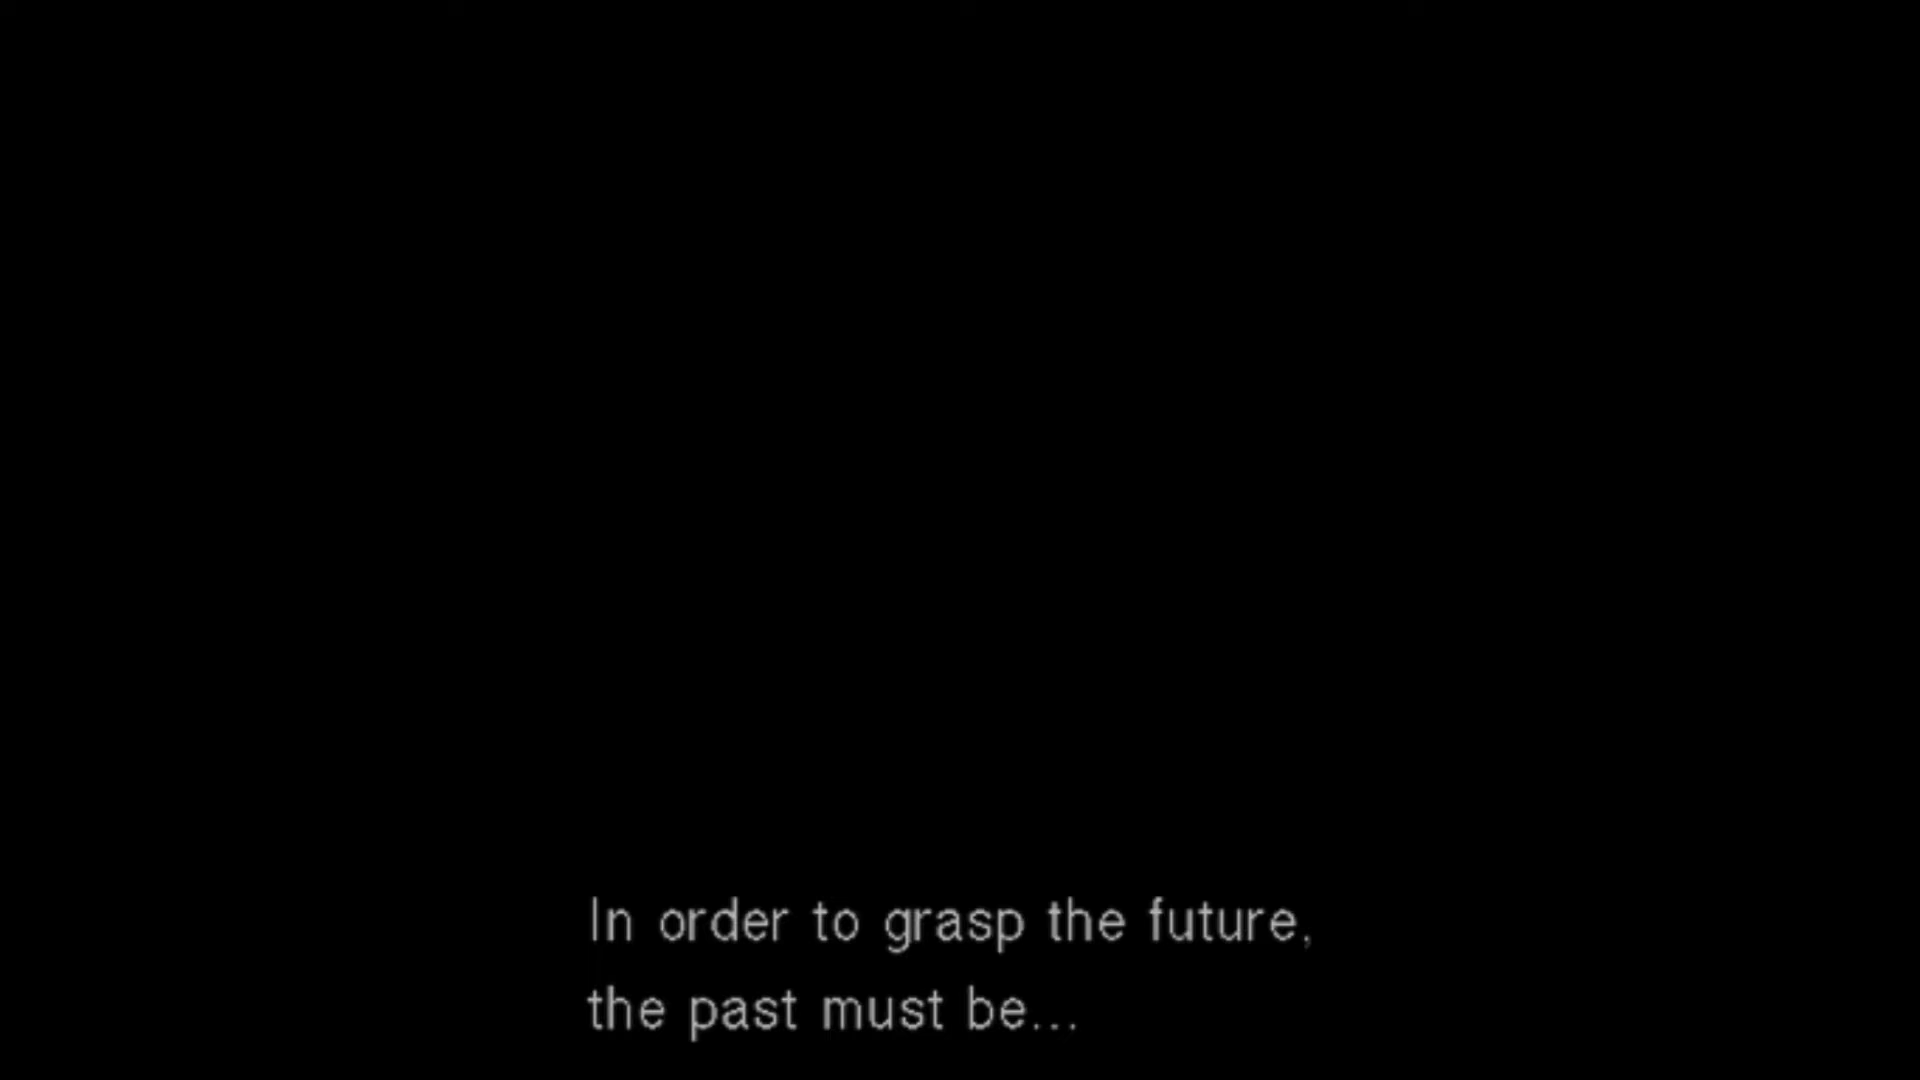 In order to grasp the future,
the past must be...